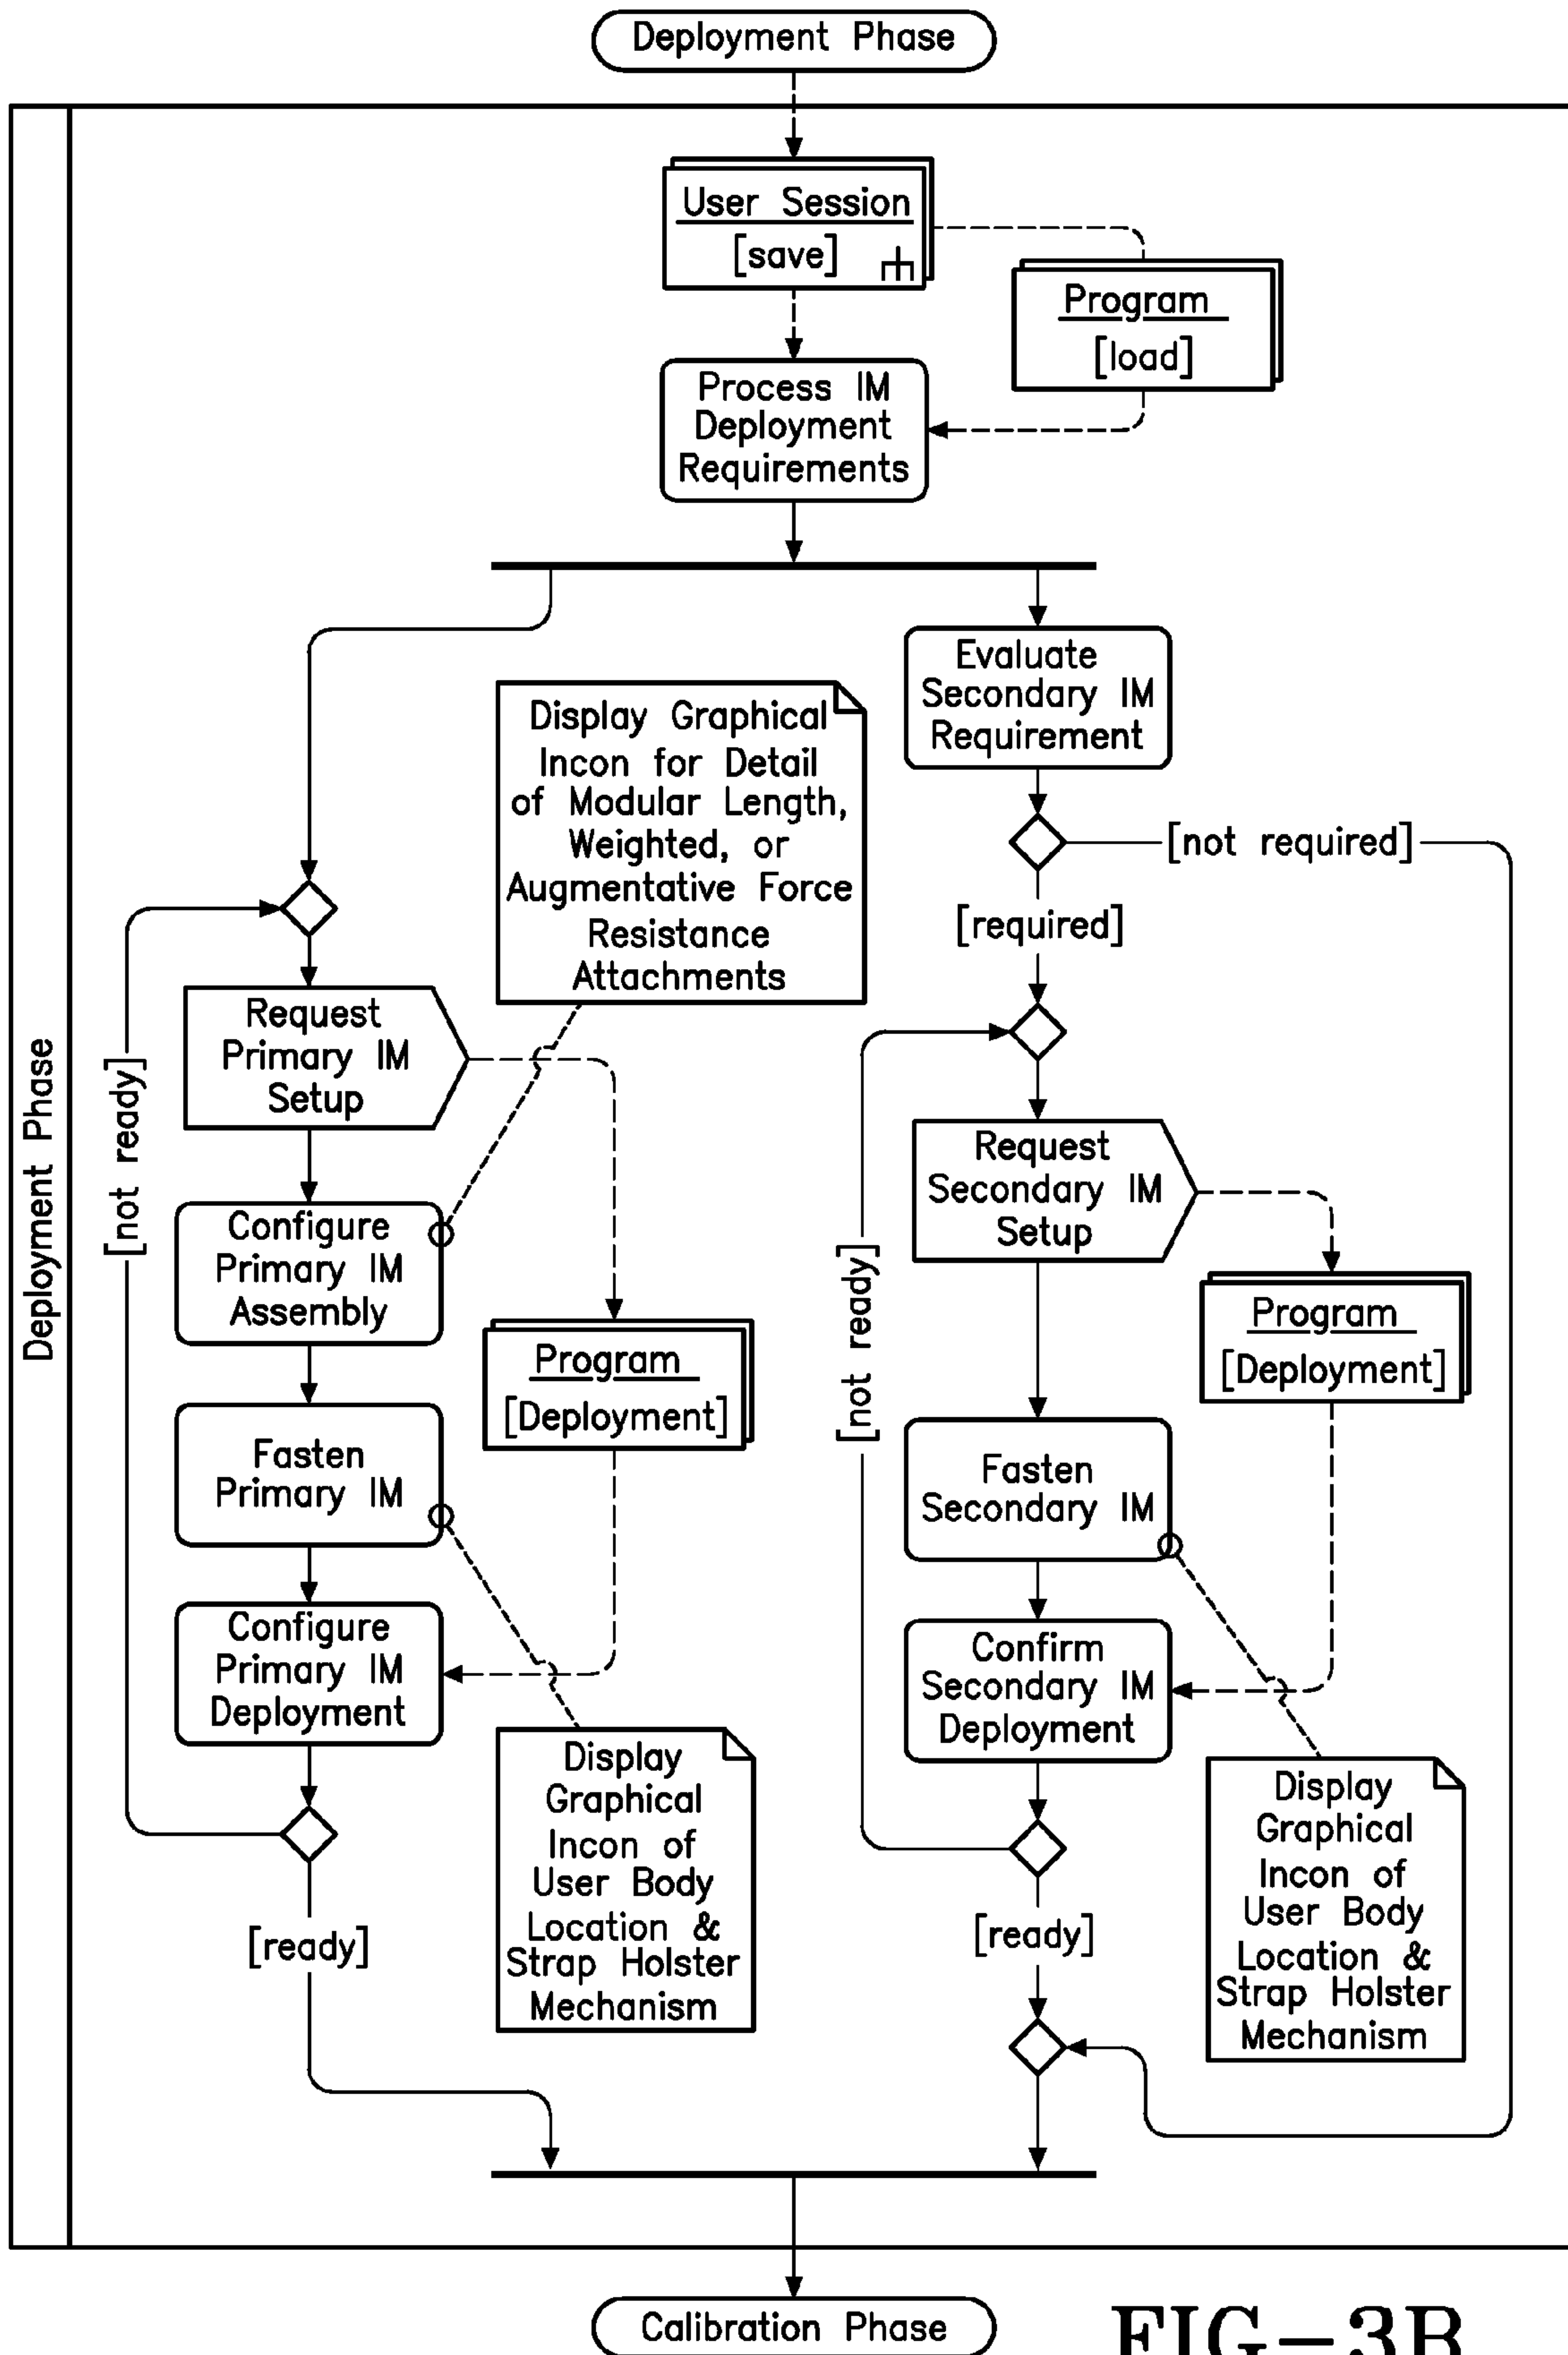 Deployment Phase
User Session
[save]
Program
[load]
Process IM
Deployment
Requirements
Evaluate
Secondary IM
Requirement
Display Graphical
Incon for Detail
of Modular Length,
Weighted, or
Augmentative Force
Resistance
Attachments
[not required]
[required]
Request
Primary IM
Setup
Deployment Phase
[not ready]
Configure
Primary IM
Assembly
Request
Secondary IM
Setup
[not ready]
Program
[Deployment]
Program
[Deployment]
Fasten
Primary IM
Fasten
Secondary IM
Configure
Primary IM
Deployment
Confirm
Secondary IM
Deployment
Display
Graphical
Incon of
User Body
Location &
Strap Holster
Mechanism
Display
Graphical
Incon of
User Body
Location &
Strap Holster
Mechanism
[ready]
[ready]
Calibration Phase
FIG-3B